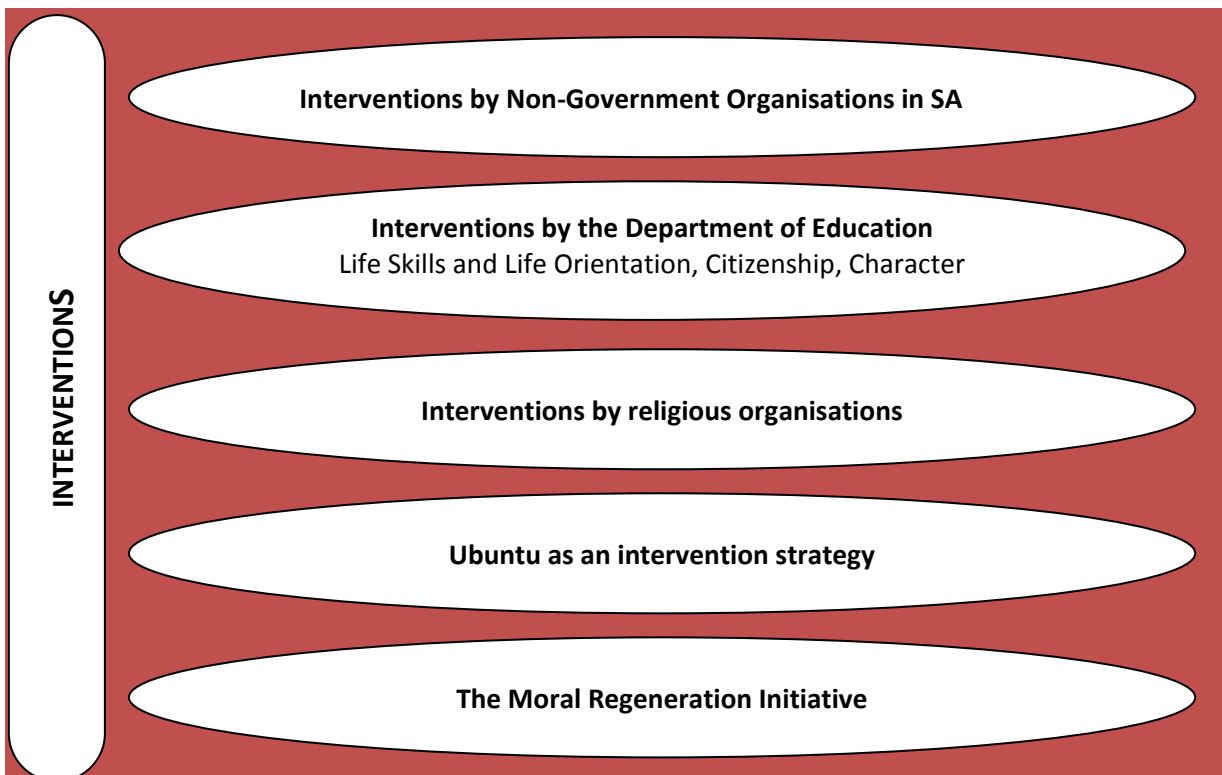 INTERVENTIONS
Interventions by Non-Government Organisations in SA
Interventions by the Department of Education
Life Skills and Life Orientation, Citizenship, Character
Interventions by religious organisations
Ubuntu as an intervention strategy
The Moral Regeneration Initiative